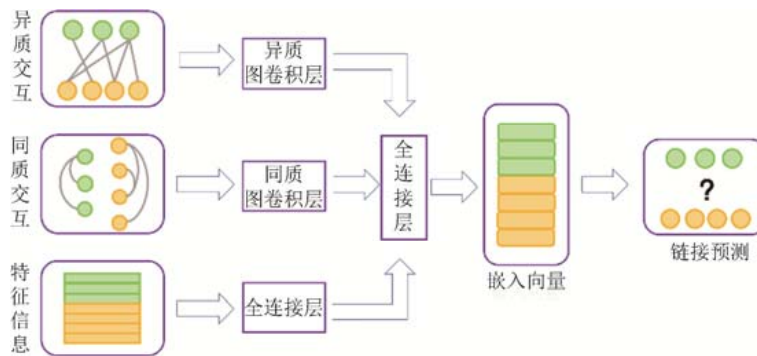 异质交互
异质
图卷积层
同质交互
同质
图卷积层
全连接层
?
嵌入向量
链接预测
特征信息
全连接层